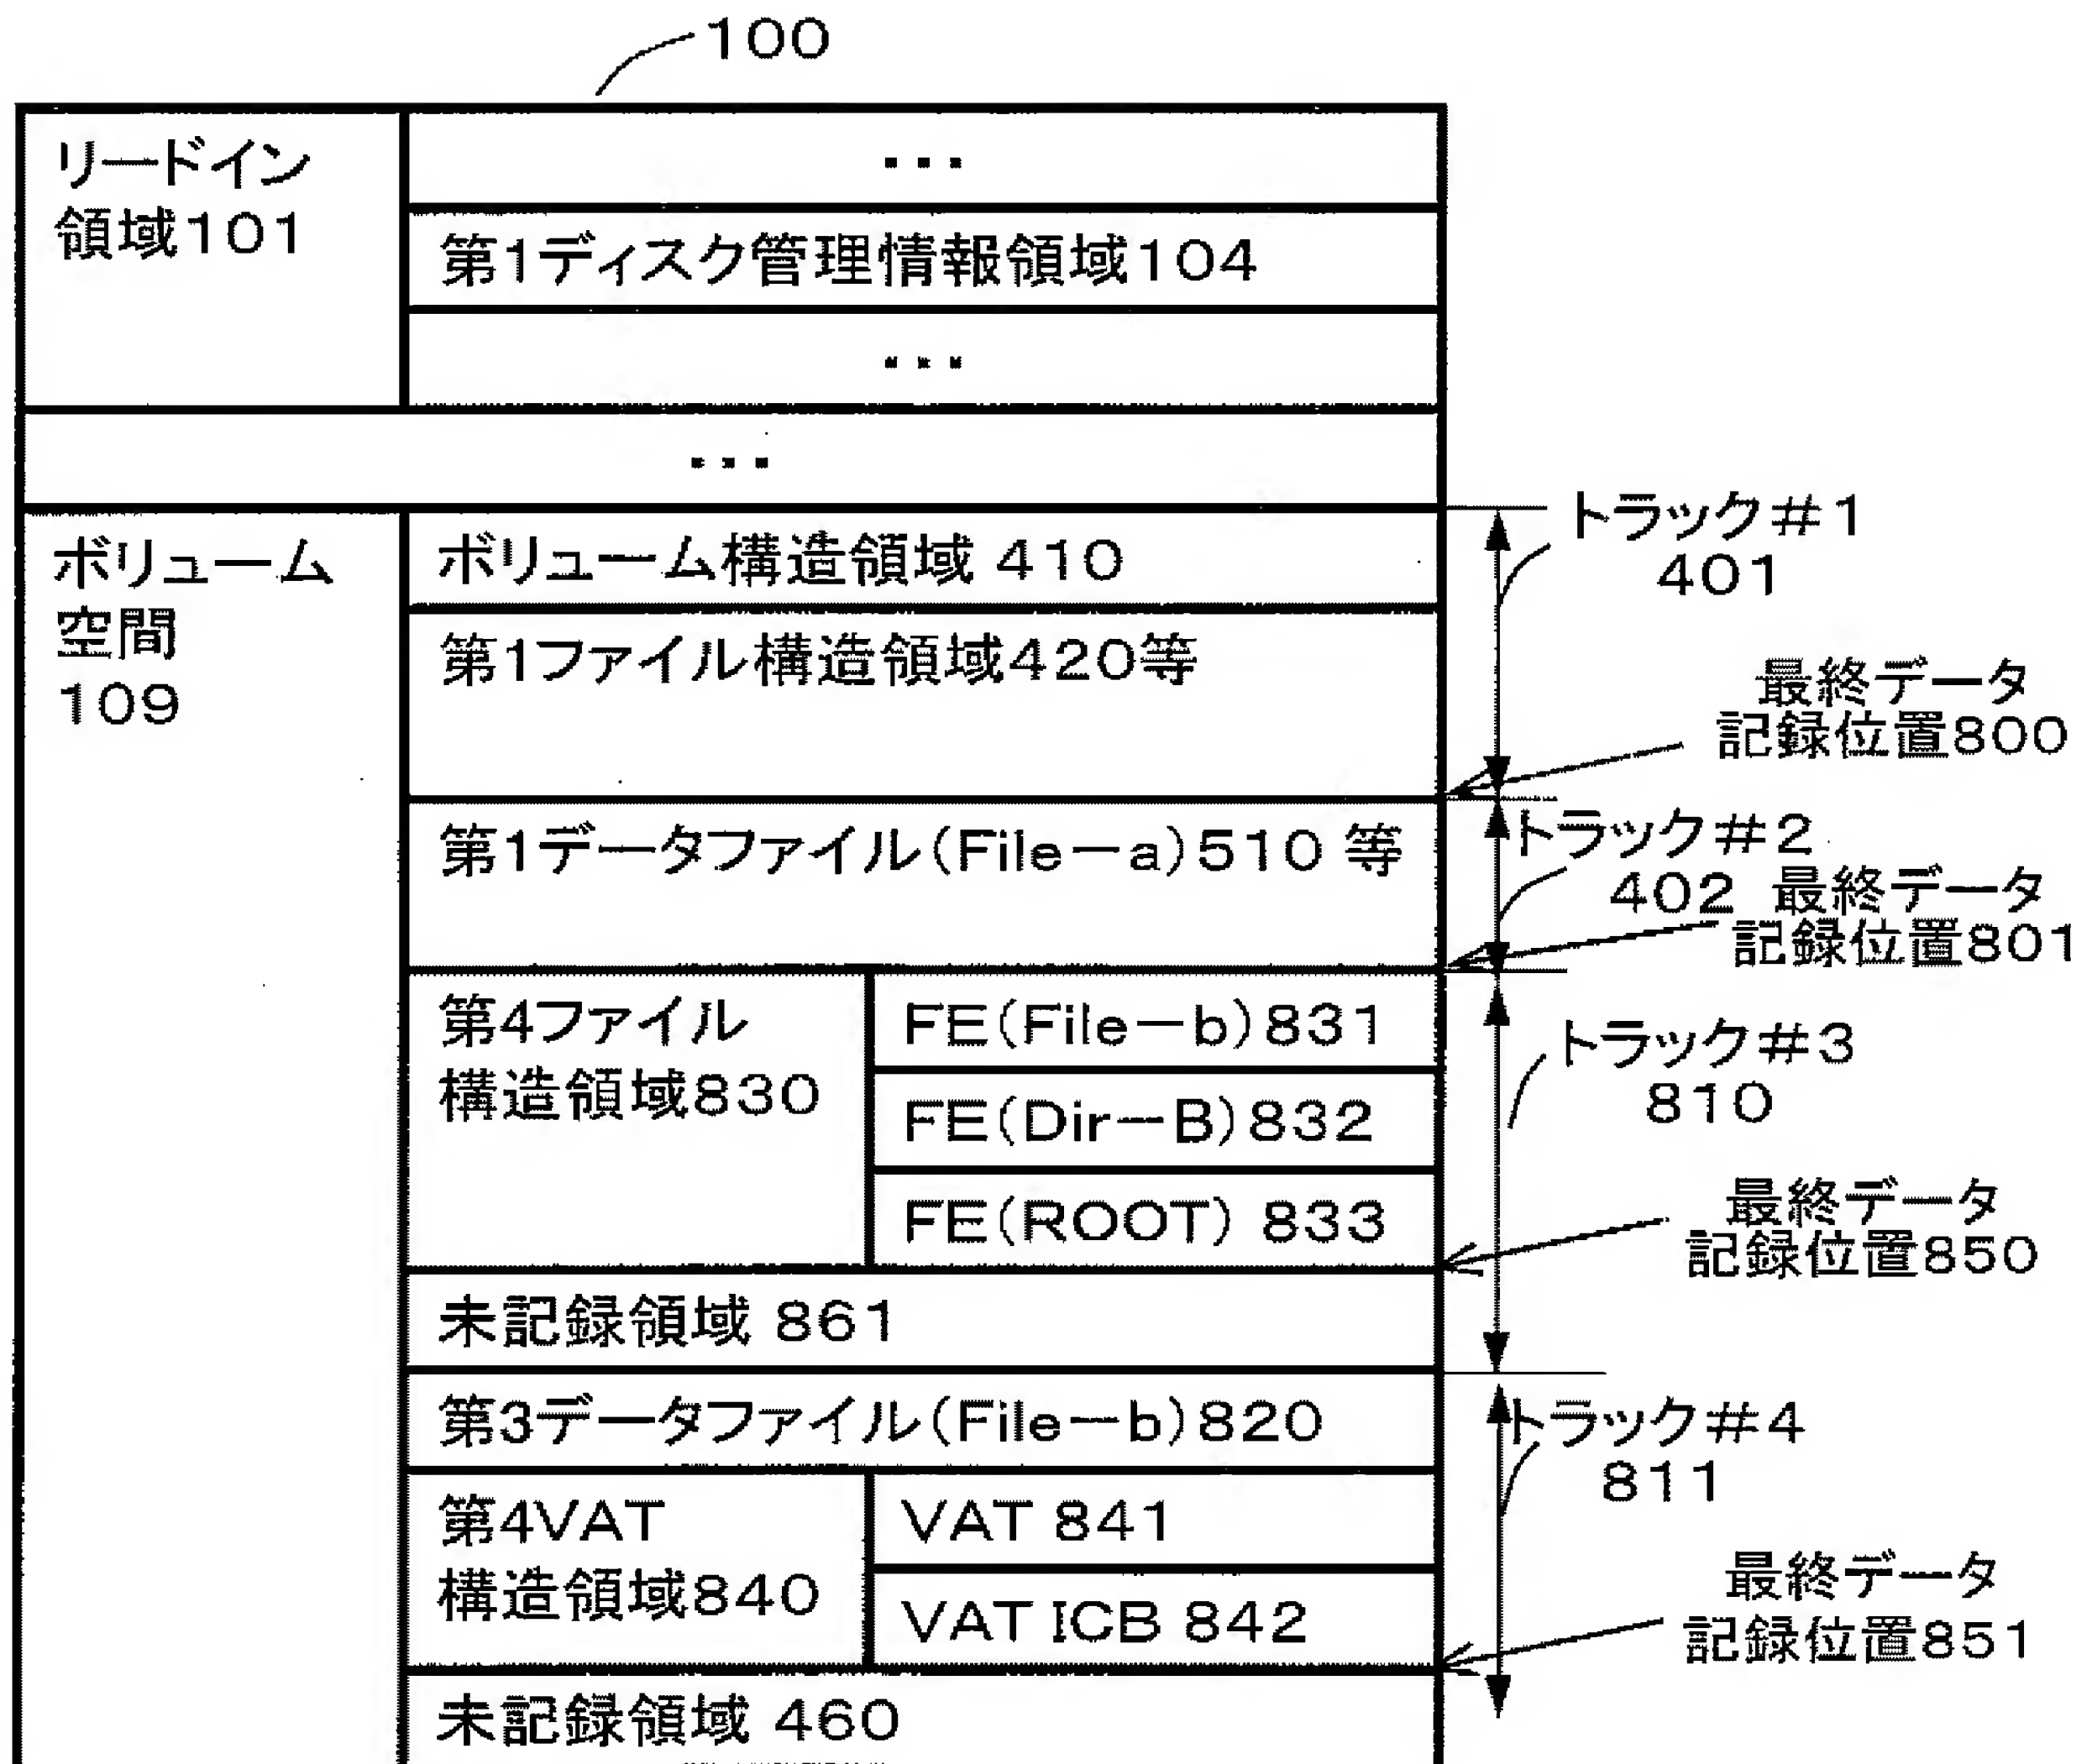 100
リードイン
領域101
...
第1ディスク管理情報領域104
...
...
ボリューム
空間
109
ボリューム構造領域 410
第1ファイル構造領域420等
第1データファイル(File-a)510 等
第4ファイル
構造領域830
FE(File-b)831
FE(Dir-B)832
FE(ROOT) 833
未記録領域 861
第3データファイル(File-b)820
第4VAT
構造領域840
VAT 841
VAT ICB 842
未記録領域 460
トラック#1
401
最終データ
記録位置800
トラック#2
402
最終データ
記録位置801
トラック#3
810
最終データ
記録位置850
トラック#4
811
最終データ
記録位置851